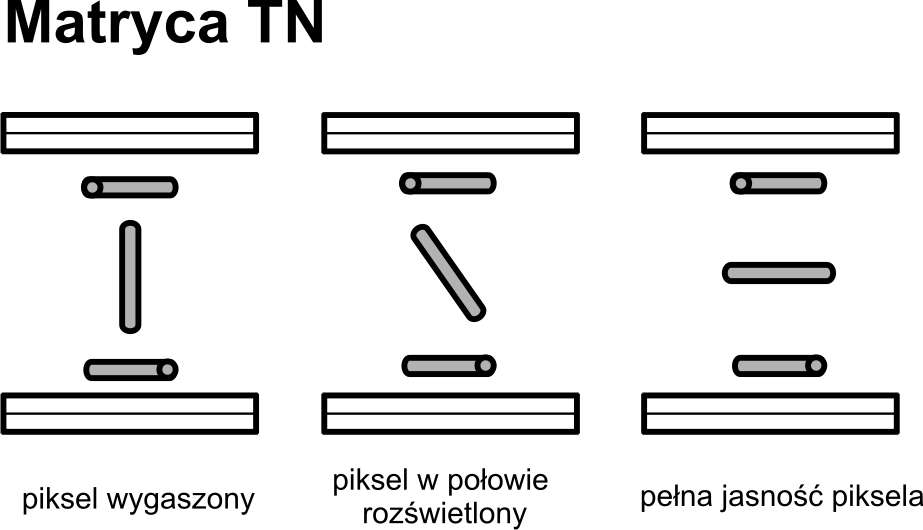 Matryca TN
piksel wygaszony
piksel w połowie
rozświetlony
pełna jasność piksela